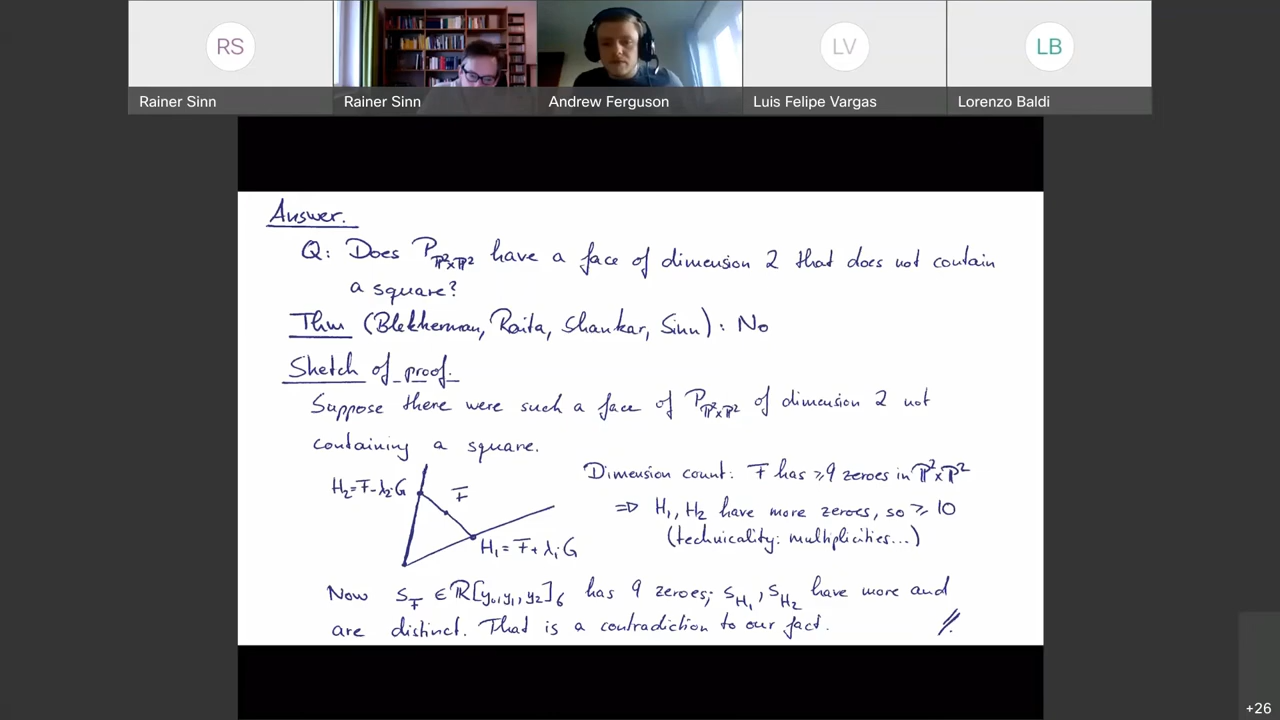 RS
LV
LB
Rainer Sinn
Rainer Sinn
Andrew Ferguson
Luis Felipe Vargas
Lorenzo Baldi
Answer.
Q: Does P_{ℙ²×ℙ²} have a face of dimension 2 that does not contain
a square?
Thm (Blekherman, Raita, Shankar, Sinn): No
Sketch of proof.
Suppose there were such a face of P_{ℙ²×ℙ²} of dimension 2 not
containing a square.
H₂=F-λ₂G
F
H₁=F+λ₁G
Dimension count: F has ≥9 zeroes in ℙ²×ℙ²
⇒ H₁, H₂ have more zeroes, so ≥ 10
(technicality: multiplicities...)
Now S_F ∈ ℝ[y₀,y₁,y₂]₆ has 9 zeroes; S_{H₁}, S_{H₂} have more and
are distinct. That is a contradiction to our fact.
+26